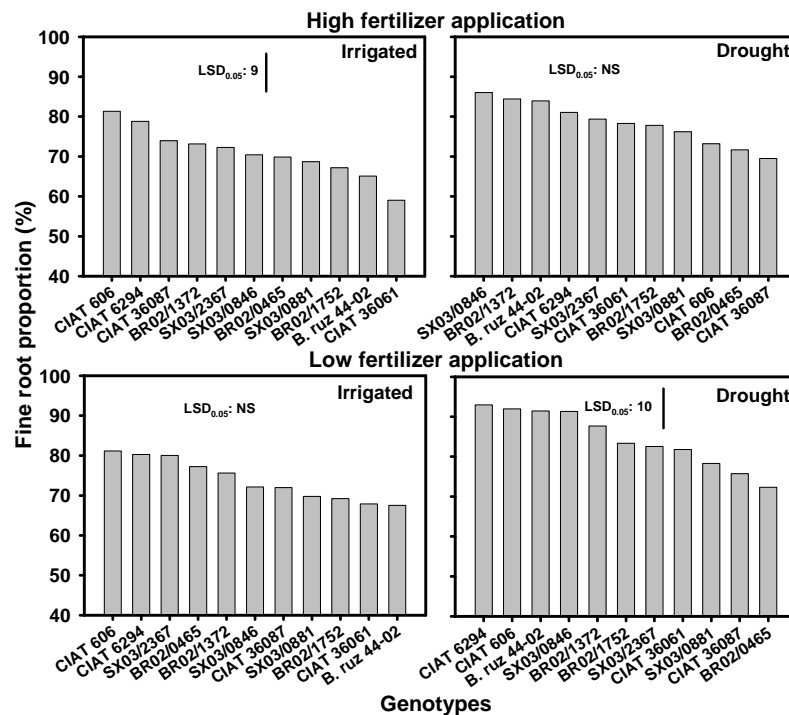 High fertilizer application
100
90
80
70
60
50
40
Irrigated
LSD0.05: 9
Drought
LSD0.05: NS
CIAT 606
CIAT 6294
CIAT 36087
BR02/1372
SX03/2367
SX03/0846
BR02/0465
SX03/0881
BR02/1752
B. ruz 44-02
CIAT 36061
SX03/0846
BR02/1372
B. ruz 44-02
CIAT 6294
SX03/2367
CIAT 36061
BR02/1752
SX03/0881
CIAT 606
BR02/0465
CIAT 36087
Fine root proportion (%)
Low fertilizer application
100
90
80
70
60
50
40
Irrigated
LSD0.05: NS
Drought
LSD0.05: 10
CIAT 606
CIAT 6294
SX03/2367
BR02/0465
BR02/1372
SX03/0846
CIAT 36087
SX03/0881
BR02/1752
CIAT 36061
B. ruz 44-02
CIAT 6294
CIAT 606
B. ruz 44-02
SX03/0846
BR02/1372
BR02/1752
SX03/2367
CIAT 36061
SX03/0881
CIAT 36087
BR02/0465
Genotypes